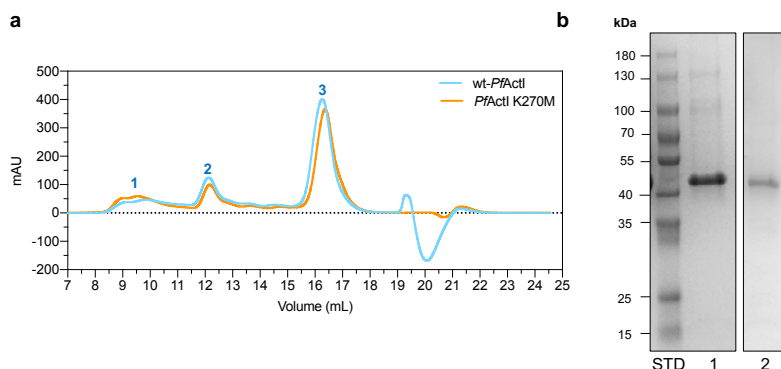 a
wt-PfActI
PfActI K270M
500
400
300
200
100
0
-100
-200
mAU
1
2
3
7 8 9 10 11 12 13 14 15 16 17 18 19 20 21 22 23 24 25
Volume (mL)
b
kDa
180
130
100
70
55
40
35
25
15
STD 1 2